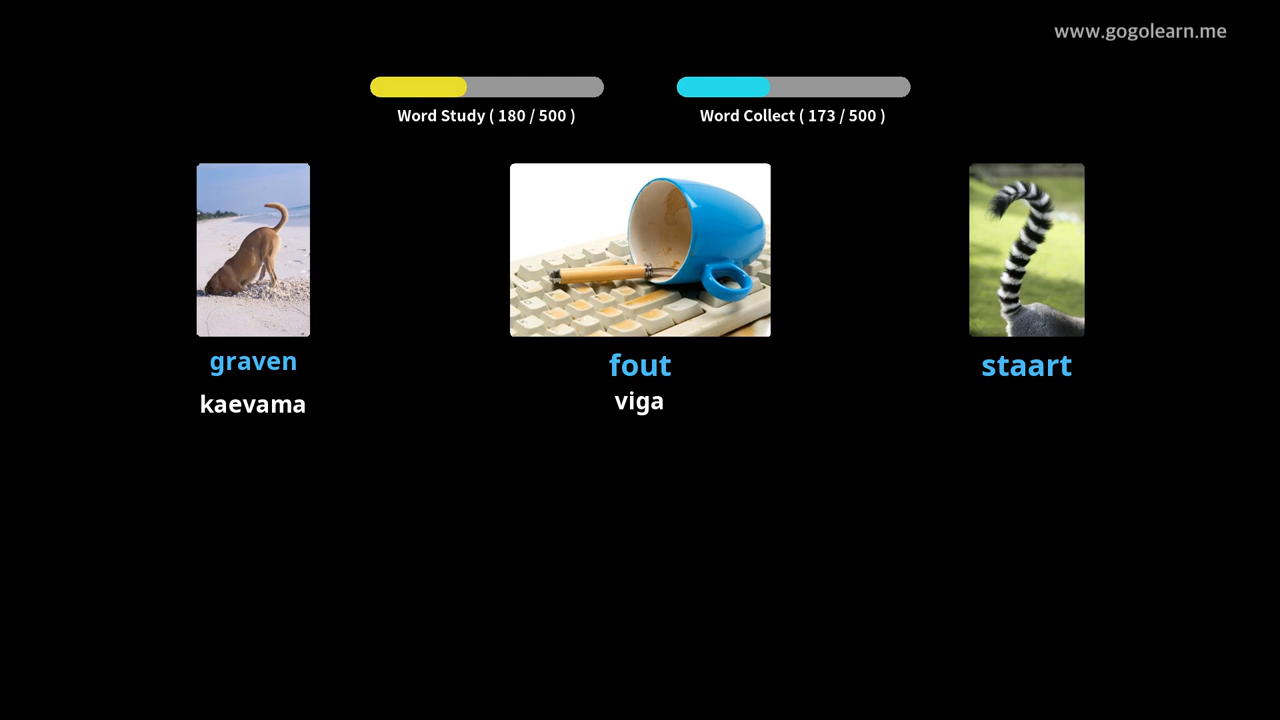 www.gogolearn.me
Word Study ( 180 / 500 )
Word Collect ( 173 / 500 )
graven
kaevama
fout
viga
staart